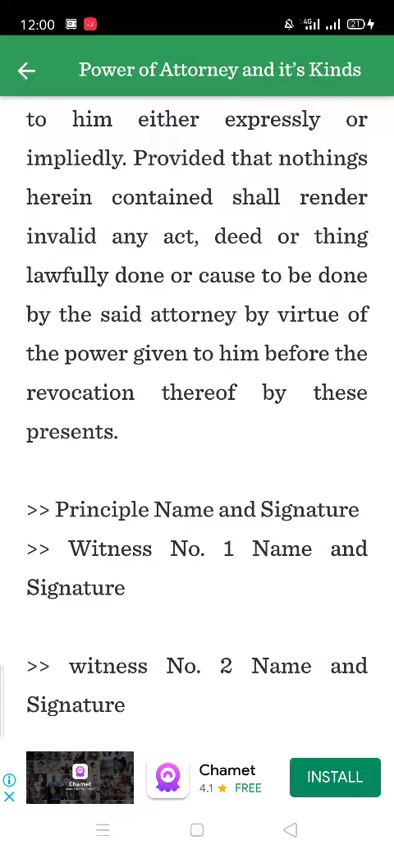 12:00
4G
21
Power of Attorney and it's Kinds
to him either expressly or
impliedly. Provided that nothings
herein contained shall render
invalid any act, deed or thing
lawfully done or cause to be done
by the said attorney by virtue of
the power given to him before the
revocation thereof by these
presents.
>> Principle Name and Signature
>> Witness No. 1 Name and
Signature
>> witness No. 2 Name and
Signature
Chamet
Chamet
4.1 ★ FREE
INSTALL